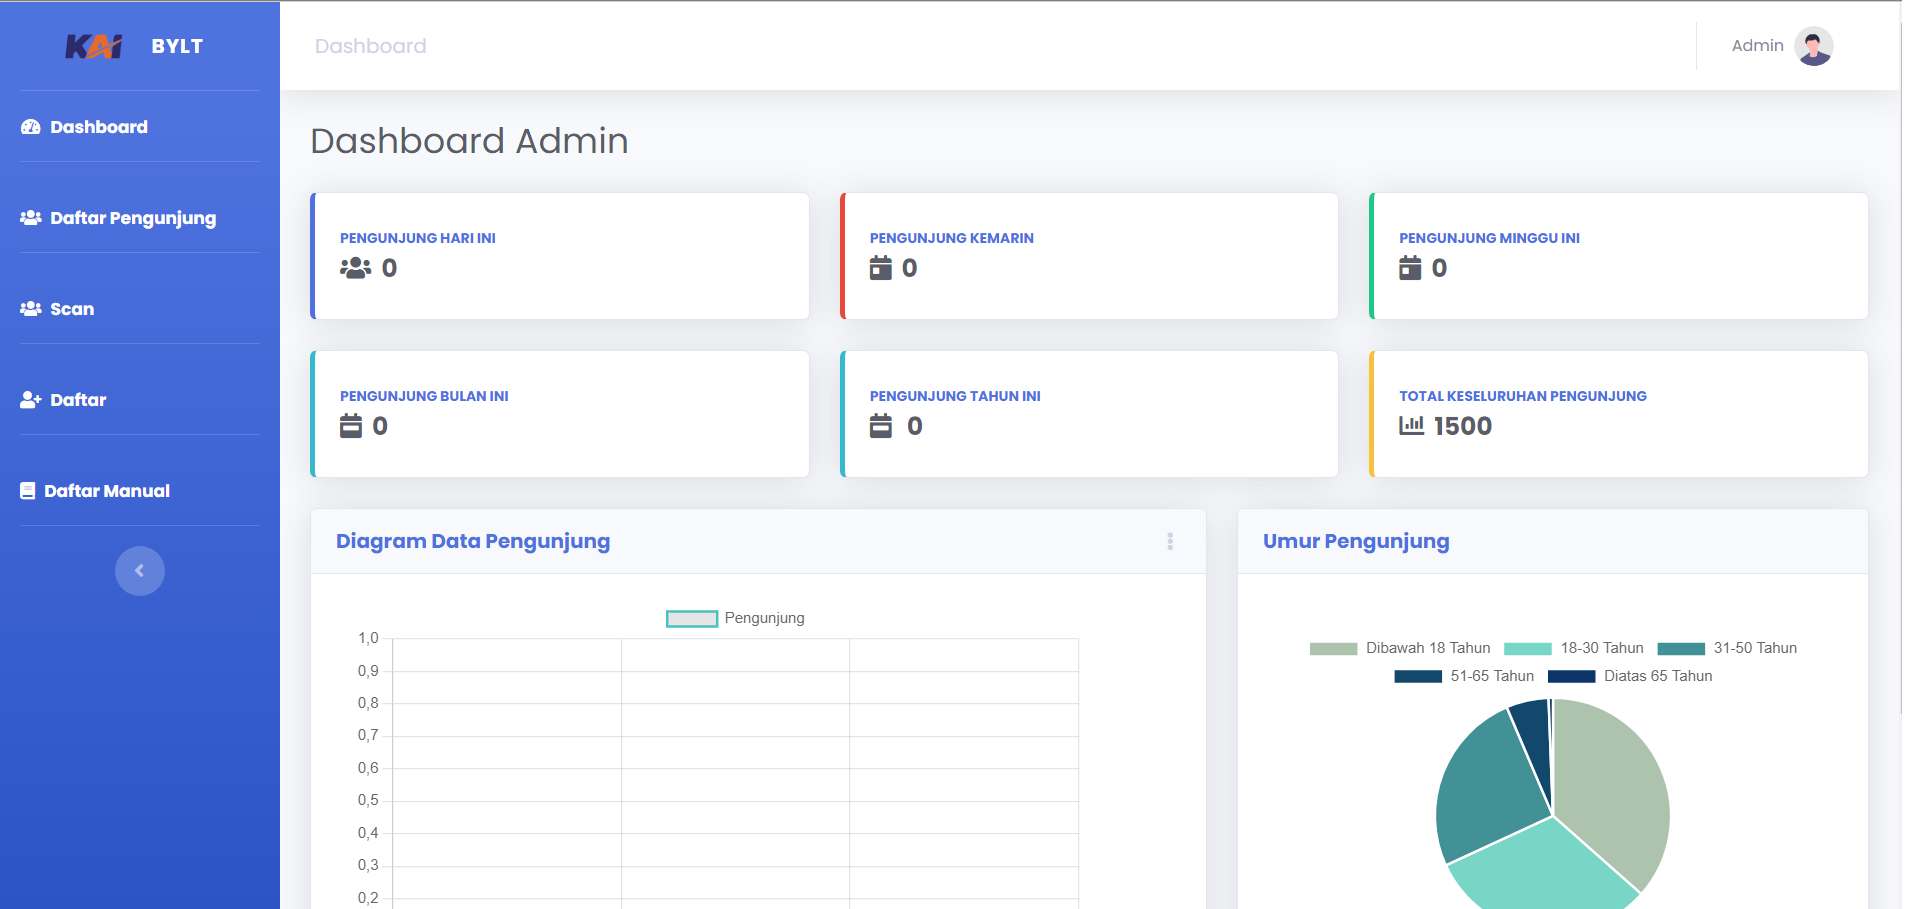 KAI BYLT
Dashboard
Daftar Pengunjung
Scan
Daftar
Daftar Manual
Dashboard
Admin
Dashboard Admin
PENGUNJUNG HARI INI
0
PENGUNJUNG KEMARIN
0
PENGUNJUNG MINGGU INI
0
PENGUNJUNG BULAN INI
0
PENGUNJUNG TAHUN INI
0
TOTAL KESELURUHAN PENGUNJUNG
1500
Diagram Data Pengunjung
Pengunjung
1,0
0,9
0,8
0,7
0,6
0,5
0,4
0,3
0,2
Umur Pengunjung
Dibawah 18 Tahun 18-30 Tahun 31-50 Tahun
51-65 Tahun Diatas 65 Tahun